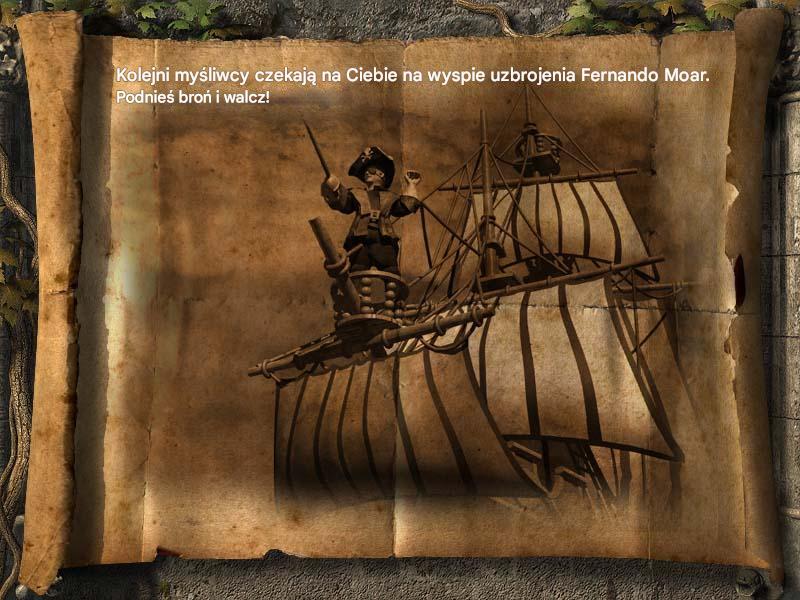 Kolejni myśliwcy czekają na Ciebie na wyspie uzbrojenia Fernando Moar.
Podnieś broń i walcz!